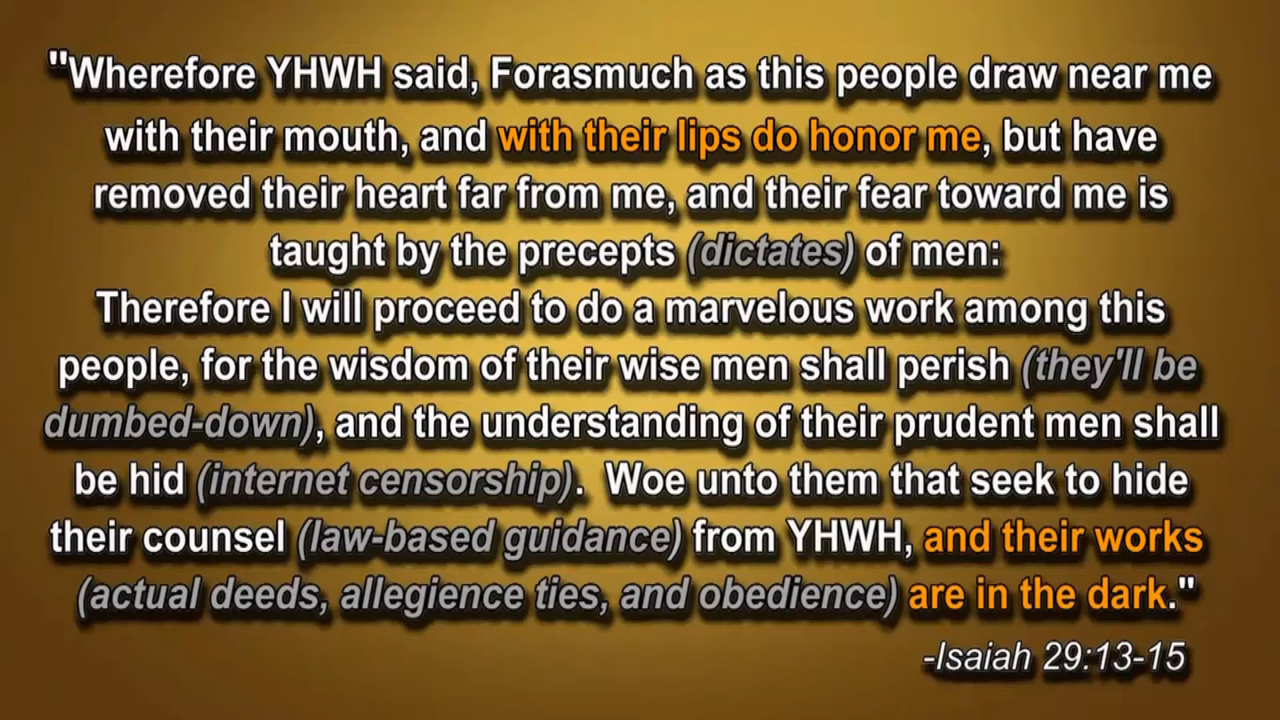 "Wherefore YHWH said, Forasmuch as this people draw near me
with their mouth, and with their lips do honor me, but have
removed their heart far from me, and their fear toward me is
taught by the precepts (dictates) of men:
Therefore I will proceed to do a marvelous work among this
people, for the wisdom of their wise men shall perish (they'll be
dumbed-down), and the understanding of their prudent men shall
be hid (internet censorship).  Woe unto them that seek to hide
their counsel (law-based guidance) from YHWH, and their works
(actual deeds, allegience ties, and obedience) are in the dark."
-Isaiah 29:13-15